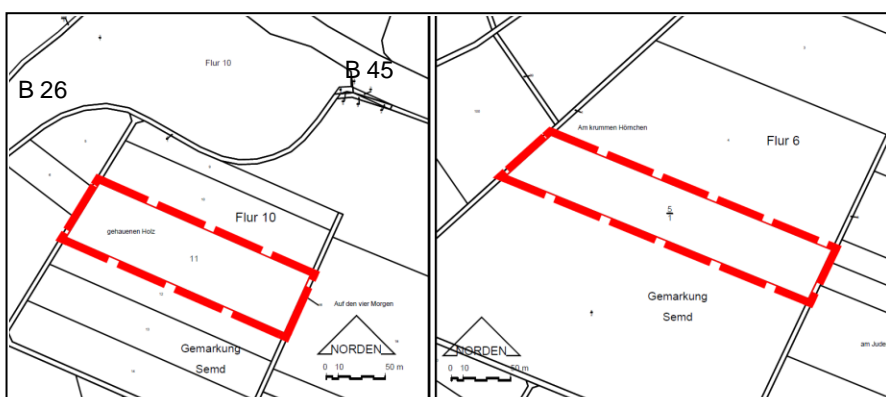 Flur 10
B 45
B 26
Flur 10
gehauenen Holz
11
Auf den vier Morgen
Gemarkung
Semd
NORDEN
0 10 50 m
Am krummen Hörnchen
Flur 6
5
1
Gemarkung
Semd
am Jude
NORDEN
0 10 50 m